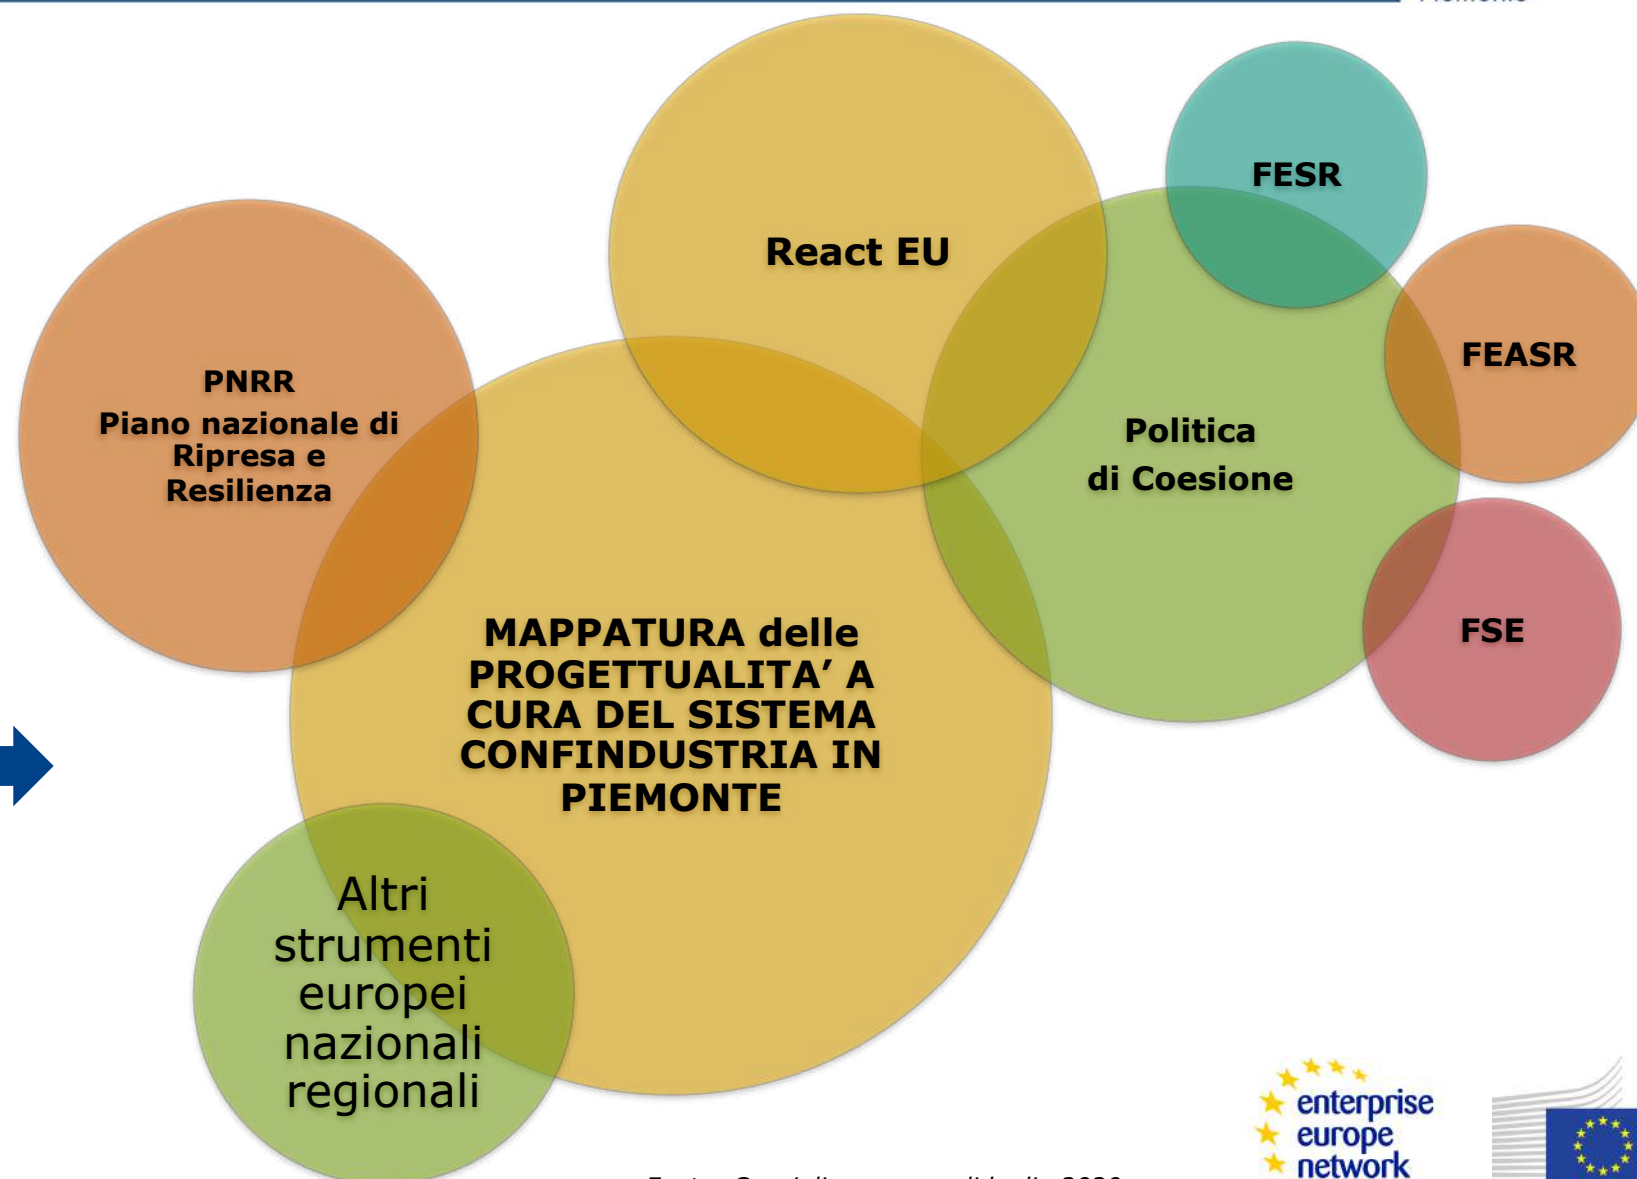 React EU
FESR
FEASR
PNRR
Piano nazionale di
Ripresa e
Resilienza
Politica
di Coesione
FSE
MAPPATURA delle
PROGETTUALITA’ A
CURA DEL SISTEMA
CONFINDUSTRIA IN
PIEMONTE
Altri
strumenti
europei
nazionali
regionali
enterprise
europe
network